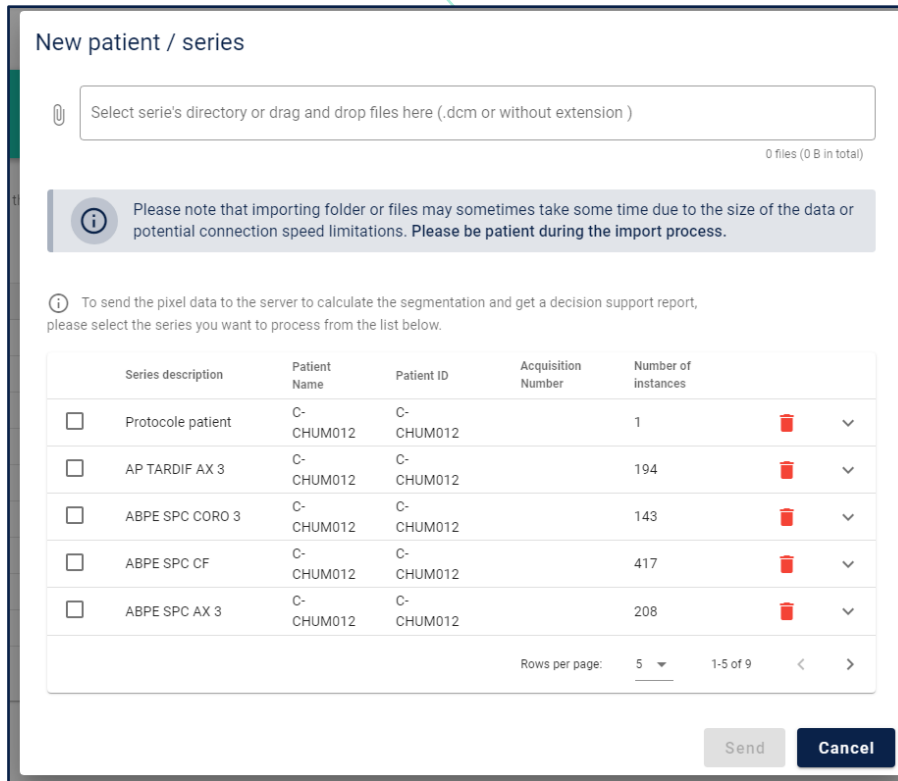 New patient / series
Select serie's directory or drag and drop files here (.dcm or without extension )
0 files (0 B in total)
Please note that importing folder or files may sometimes take some time due to the size of the data or
potential connection speed limitations. Please be patient during the import process.
To send the pixel data to the server to calculate the segmentation and get a decision support report,
please select the series you want to process from the list below.
Series description Patient Name Patient ID Acquisition Number Number of instances
Protocole patient C-CHUM012 C-CHUM012 1
AP TARDIF AX 3 C-CHUM012 C-CHUM012 194
ABPE SPC CORO 3 C-CHUM012 C-CHUM012 143
ABPE SPC CF C-CHUM012 C-CHUM012 417
ABPE SPC AX 3 C-CHUM012 C-CHUM012 208
Rows per page: 5 1-5 of 9
Send Cancel